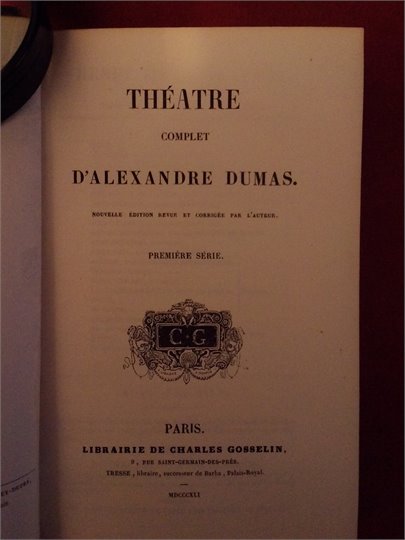 THÉATRE
COMPLET
D'ALEXANDRE DUMAS.
NOUVELLE ÉDITION REVUE ET CORRIGÉE PAR L'AUTEUR.
PREMIÈRE SÉRIE.
C·G
PARIS.
LIBRAIRIE DE CHARLES GOSSELIN,
9, RUE SAINT-GERMAIN-DES-PRÉS.
TRESSE, libraire, successeur de Barba, Palais-Royal.
MDCCCXLI